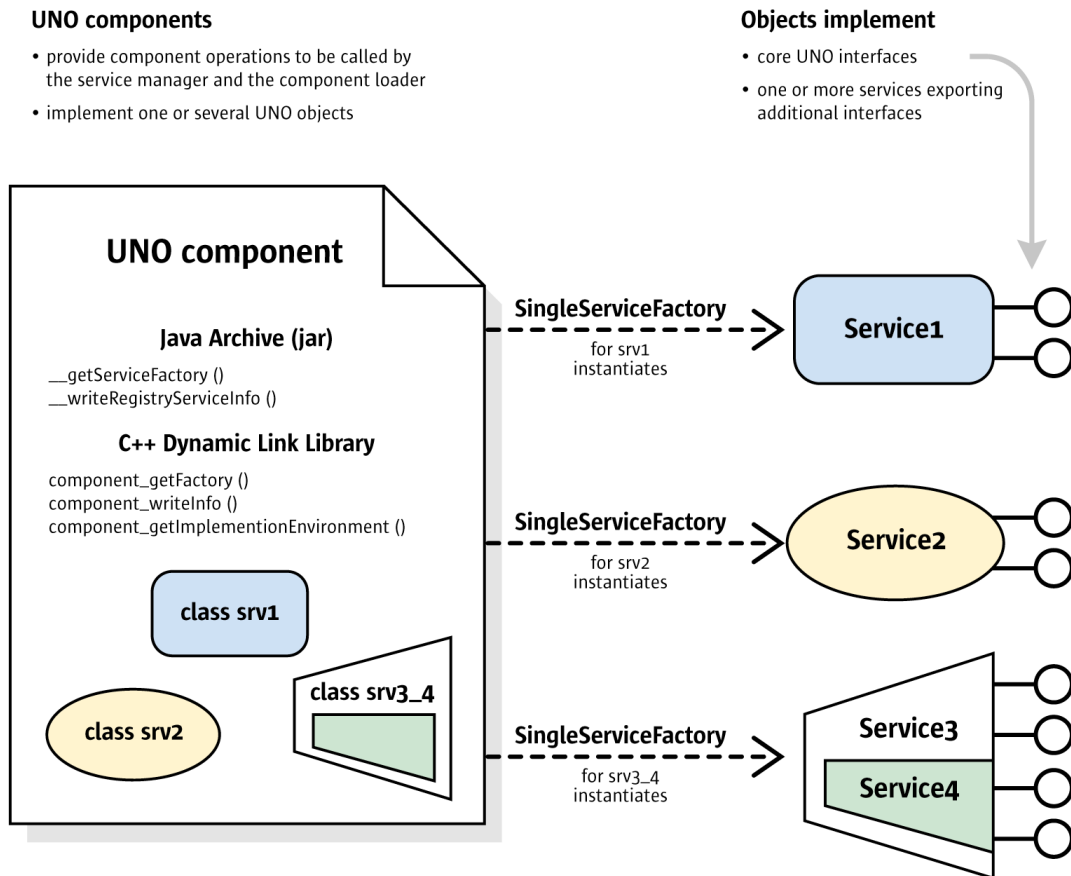 UNO components
• provide component operations to be called by
the service manager and the component loader
• implement one or several UNO objects
Objects implement
• core UNO interfaces
• one or more services exporting
additional interfaces
UNO component
Java Archive (jar)
__getServiceFactory ()
__writeRegistryServiceInfo ()
C++ Dynamic Link Library
component_getFactory ()
component_writeInfo ()
component_getImplementionEnvironment ()
class srv1
class srv2
class srv3_4
SingleServiceFactory
for srv1
instantiates
Service1
SingleServiceFactory
for srv2
instantiates
Service2
SingleServiceFactory
for srv3_4
instantiates
Service3
Service4